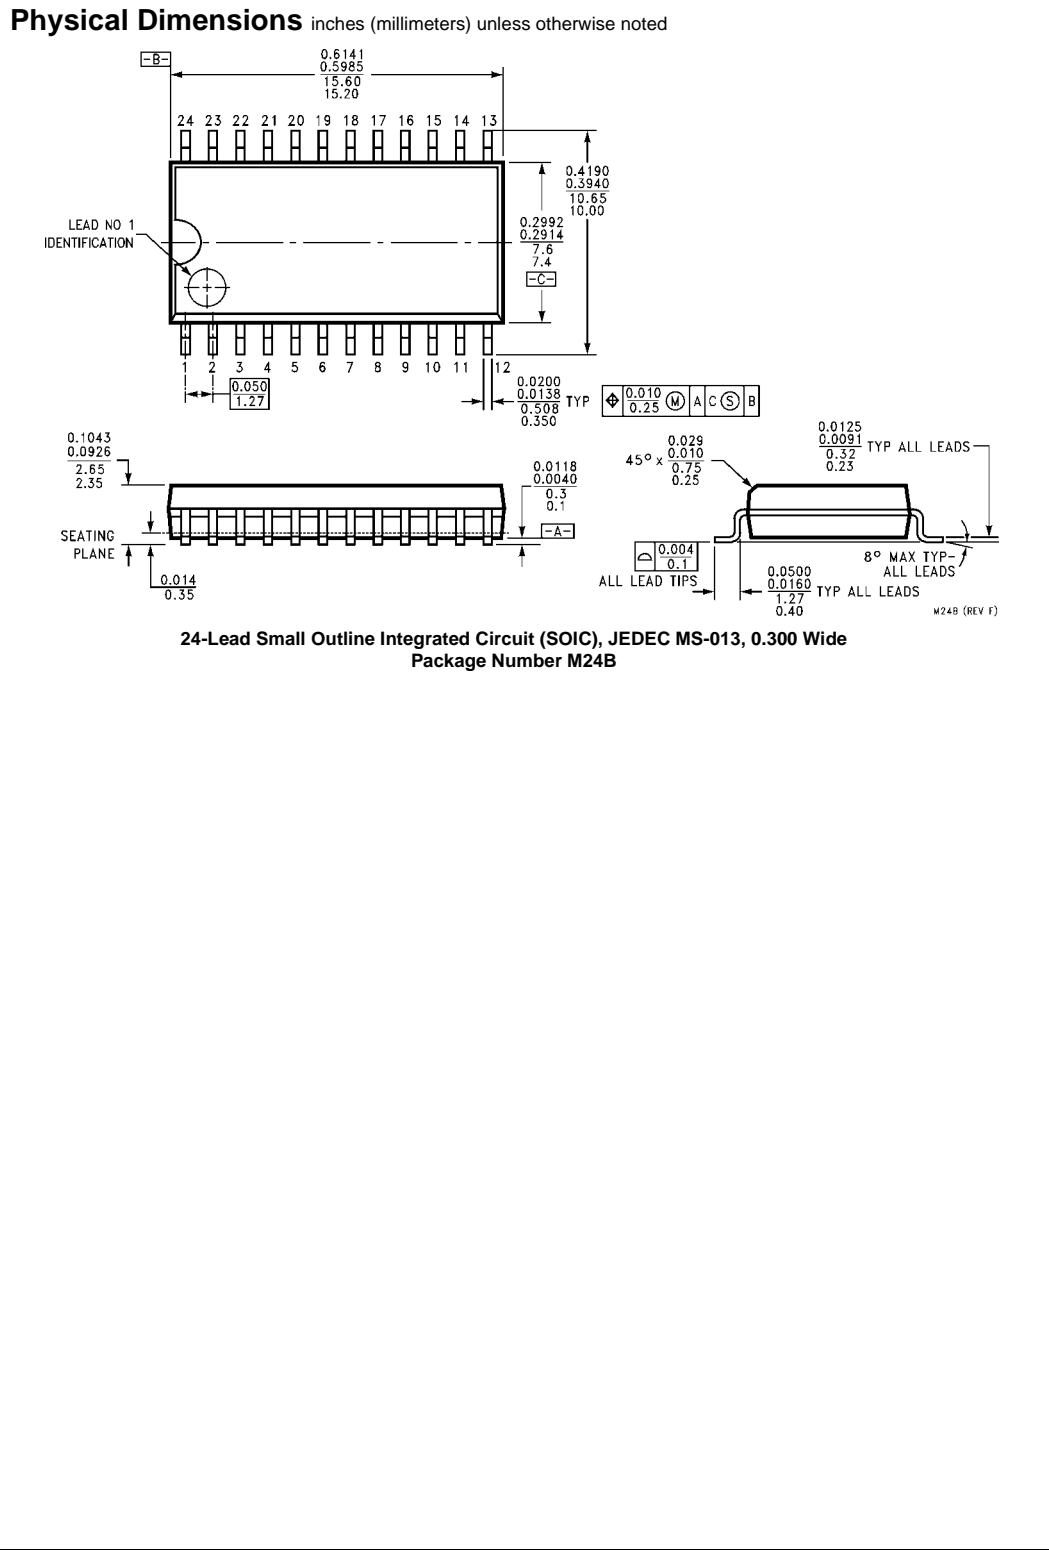 Physical Dimensions inches (millimeters) unless otherwise noted
-B-
0.6141
0.5985
15.60
15.20
24 23 22 21 20 19 18 17 16 15 14 13
0.4190
0.3940
10.65
10.00
LEAD NO 1
IDENTIFICATION
0.2992
0.2914
7.6
7.4
-C-
1 2 3 4 5 6 7 8 9 10 11 12
0.050
1.27
0.0200
0.0138
0.508
0.350
TYP
0.010
0.25
M A C S B
0.1043
0.0926
2.65
2.35
SEATING
PLANE
0.014
0.35
0.0118
0.0040
0.3
0.1
-A-
45° x
0.029
0.010
0.75
0.25
0.0125
0.0091
0.32
0.23
TYP ALL LEADS
0.004
0.1
ALL LEAD TIPS
8° MAX TYP-
ALL LEADS
0.0500
0.0160
1.27
0.40
TYP ALL LEADS
M24B (REV F)
24-Lead Small Outline Integrated Circuit (SOIC), JEDEC MS-013, 0.300 Wide
Package Number M24B